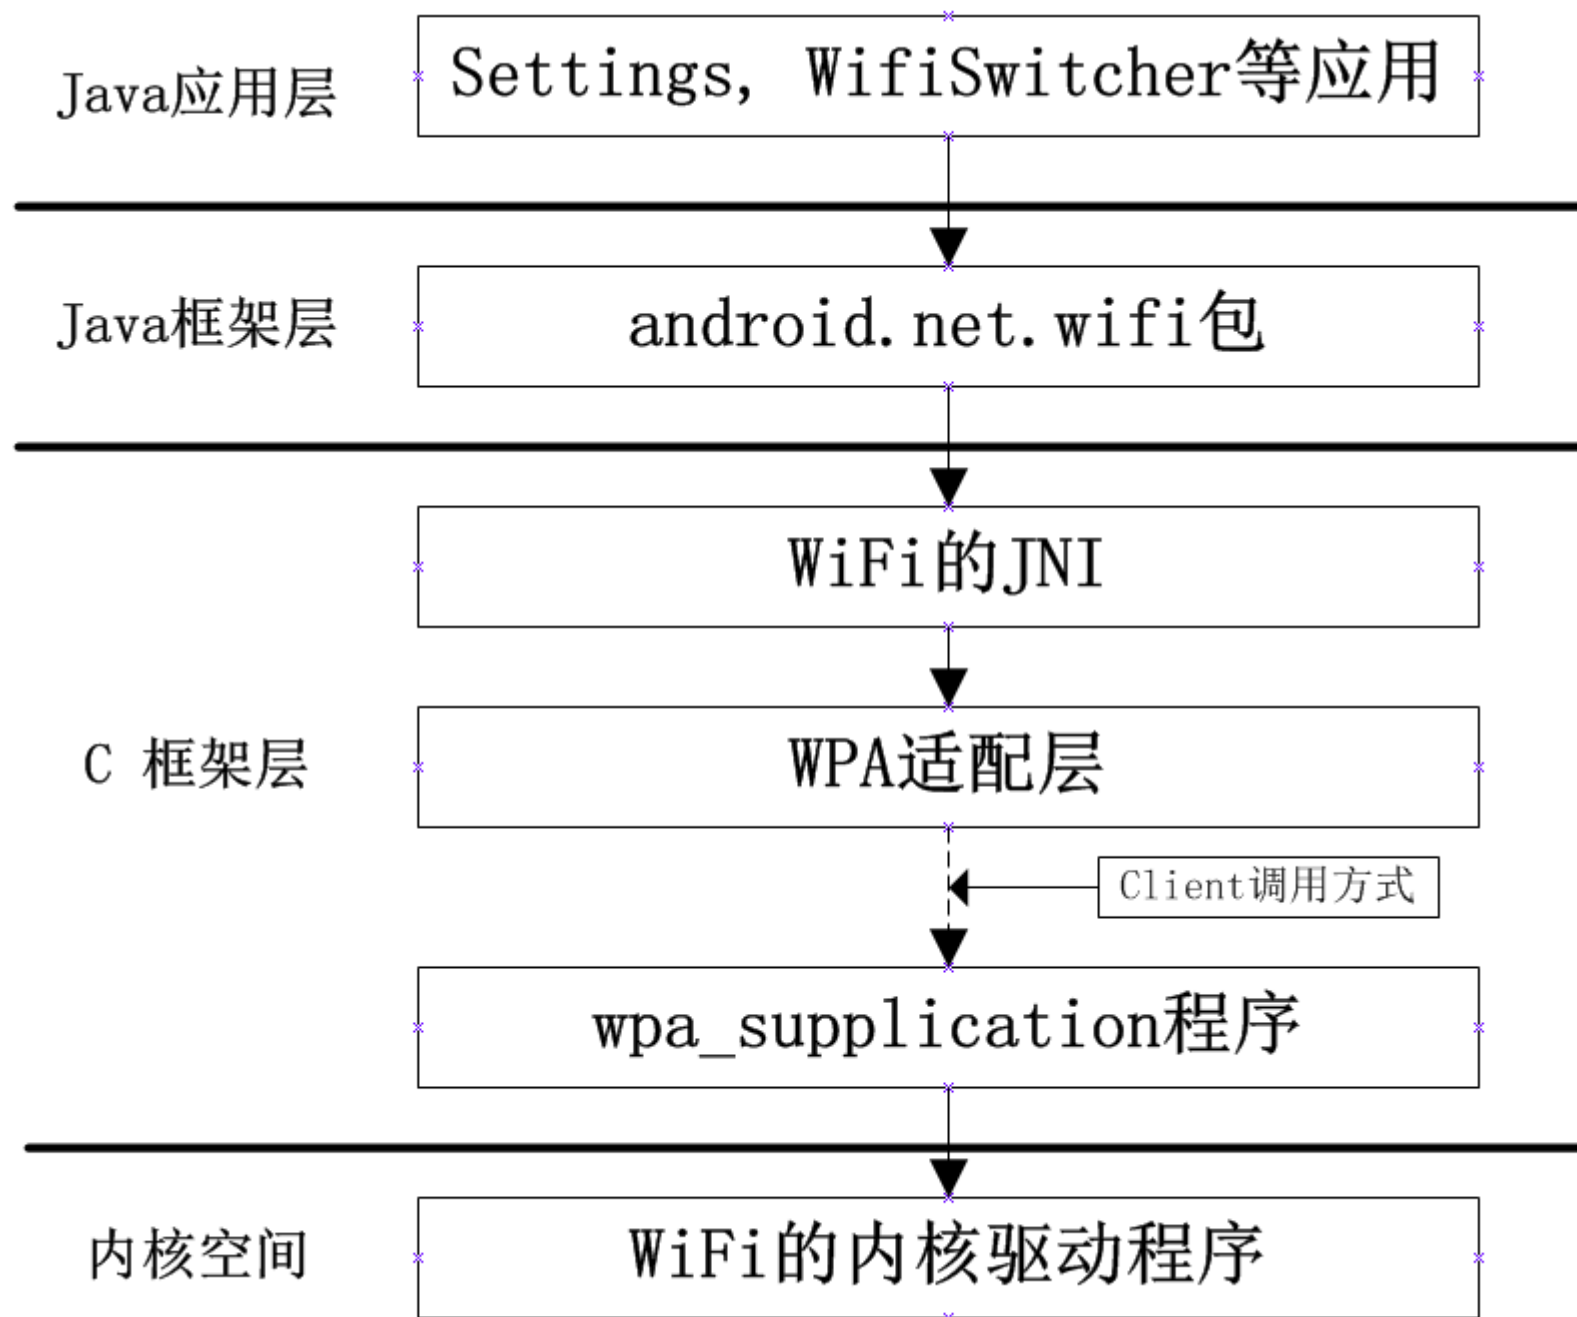 Java应用层
Settings, WifiSwitcher等应用
Java框架层
android.net.wifi包
WiFi的JNI
C 框架层
WPA适配层
Client调用方式
wpa_supplication程序
内核空间
WiFi的内核驱动程序